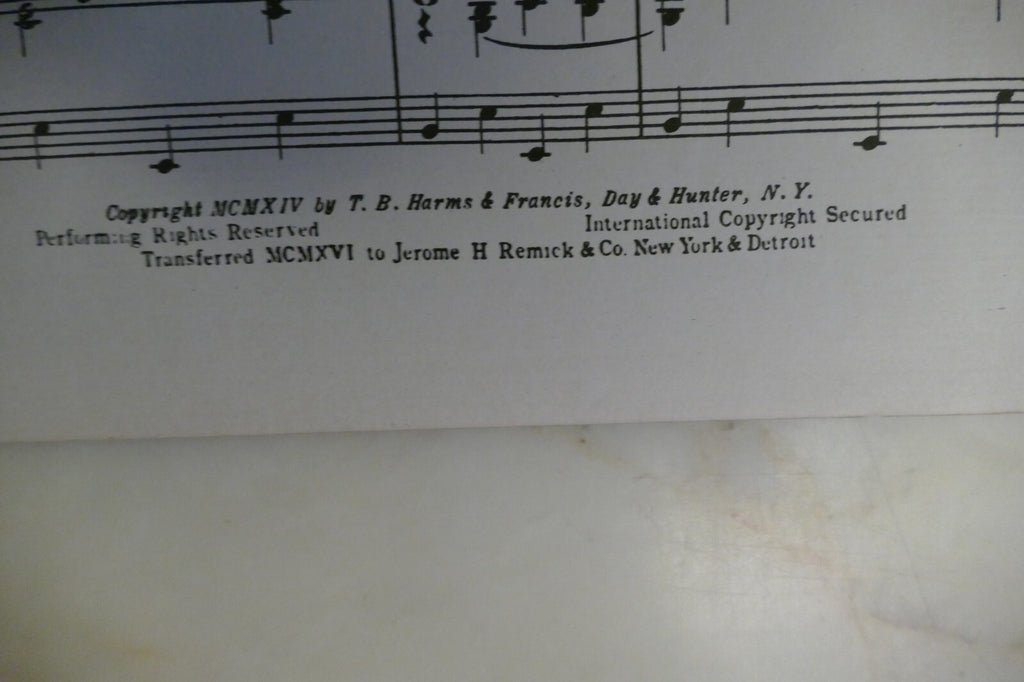 Copyright MCMXIV by T. B. Harms & Francis, Day & Hunter, N. Y.
Performing Rights Reserved International Copyright Secured
Transferred MCMXVI to Jerome H Remick & Co. New York & Detroit